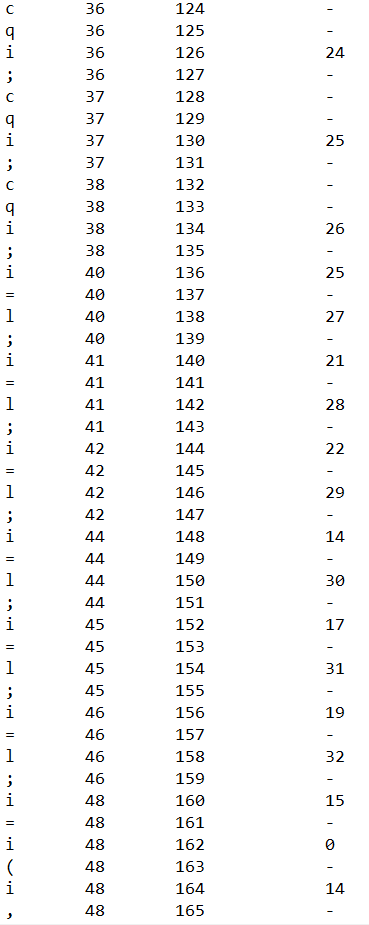 c 36 124 -
q 36 125 -
i 36 126 24
; 36 127 -
c 37 128 -
q 37 129 -
i 37 130 25
; 37 131 -
c 38 132 -
q 38 133 -
i 38 134 26
; 38 135 -
i 40 136 25
= 40 137 -
l 40 138 27
; 40 139 -
i 41 140 21
= 41 141 -
l 41 142 28
; 41 143 -
i 42 144 22
= 42 145 -
l 42 146 29
; 42 147 -
i 44 148 14
= 44 149 -
l 44 150 30
; 44 151 -
i 45 152 17
= 45 153 -
l 45 154 31
; 45 155 -
i 46 156 19
= 46 157 -
l 46 158 32
; 46 159 -
i 48 160 15
= 48 161 -
i 48 162 0
( 48 163 -
i 48 164 14
, 48 165 -